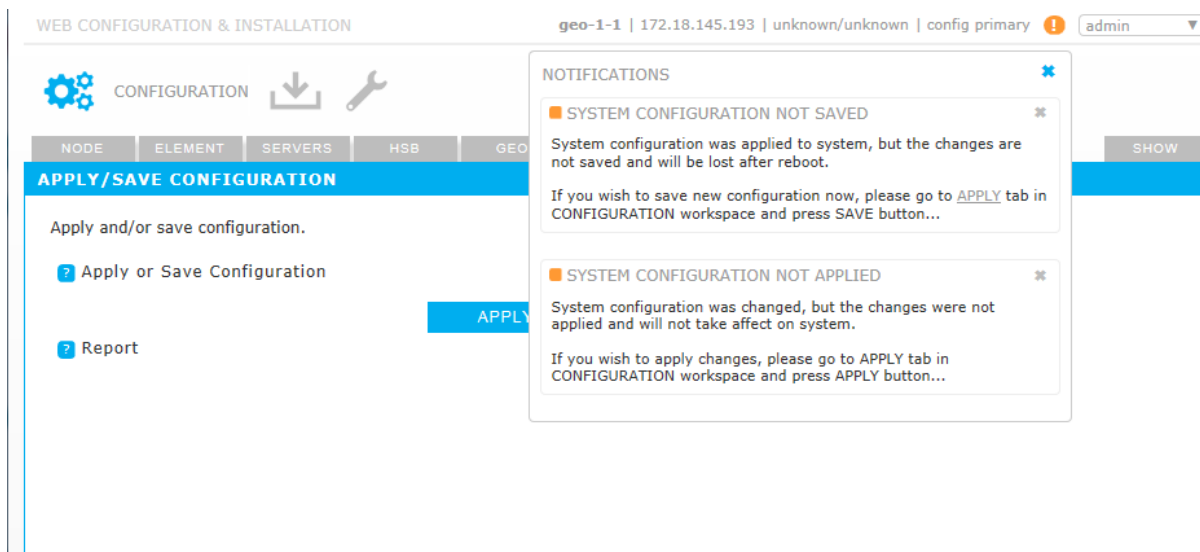 WEB CONFIGURATION & INSTALLATION
geo-1-1 | 172.18.145.193 | unknown/unknown | config primary
!
admin
CONFIGURATION
NODE
ELEMENT
SERVERS
HSB
GEO
SHOW
APPLY/SAVE CONFIGURATION
Apply and/or save configuration.
? Apply or Save Configuration
APPLY
? Report
NOTIFICATIONS
SYSTEM CONFIGURATION NOT SAVED
System configuration was applied to system, but the changes are
not saved and will be lost after reboot.
If you wish to save new configuration now, please go to APPLY tab in
CONFIGURATION workspace and press SAVE button...
SYSTEM CONFIGURATION NOT APPLIED
System configuration was changed, but the changes were not
applied and will not take affect on system.
If you wish to apply changes, please go to APPLY tab in
CONFIGURATION workspace and press APPLY button...